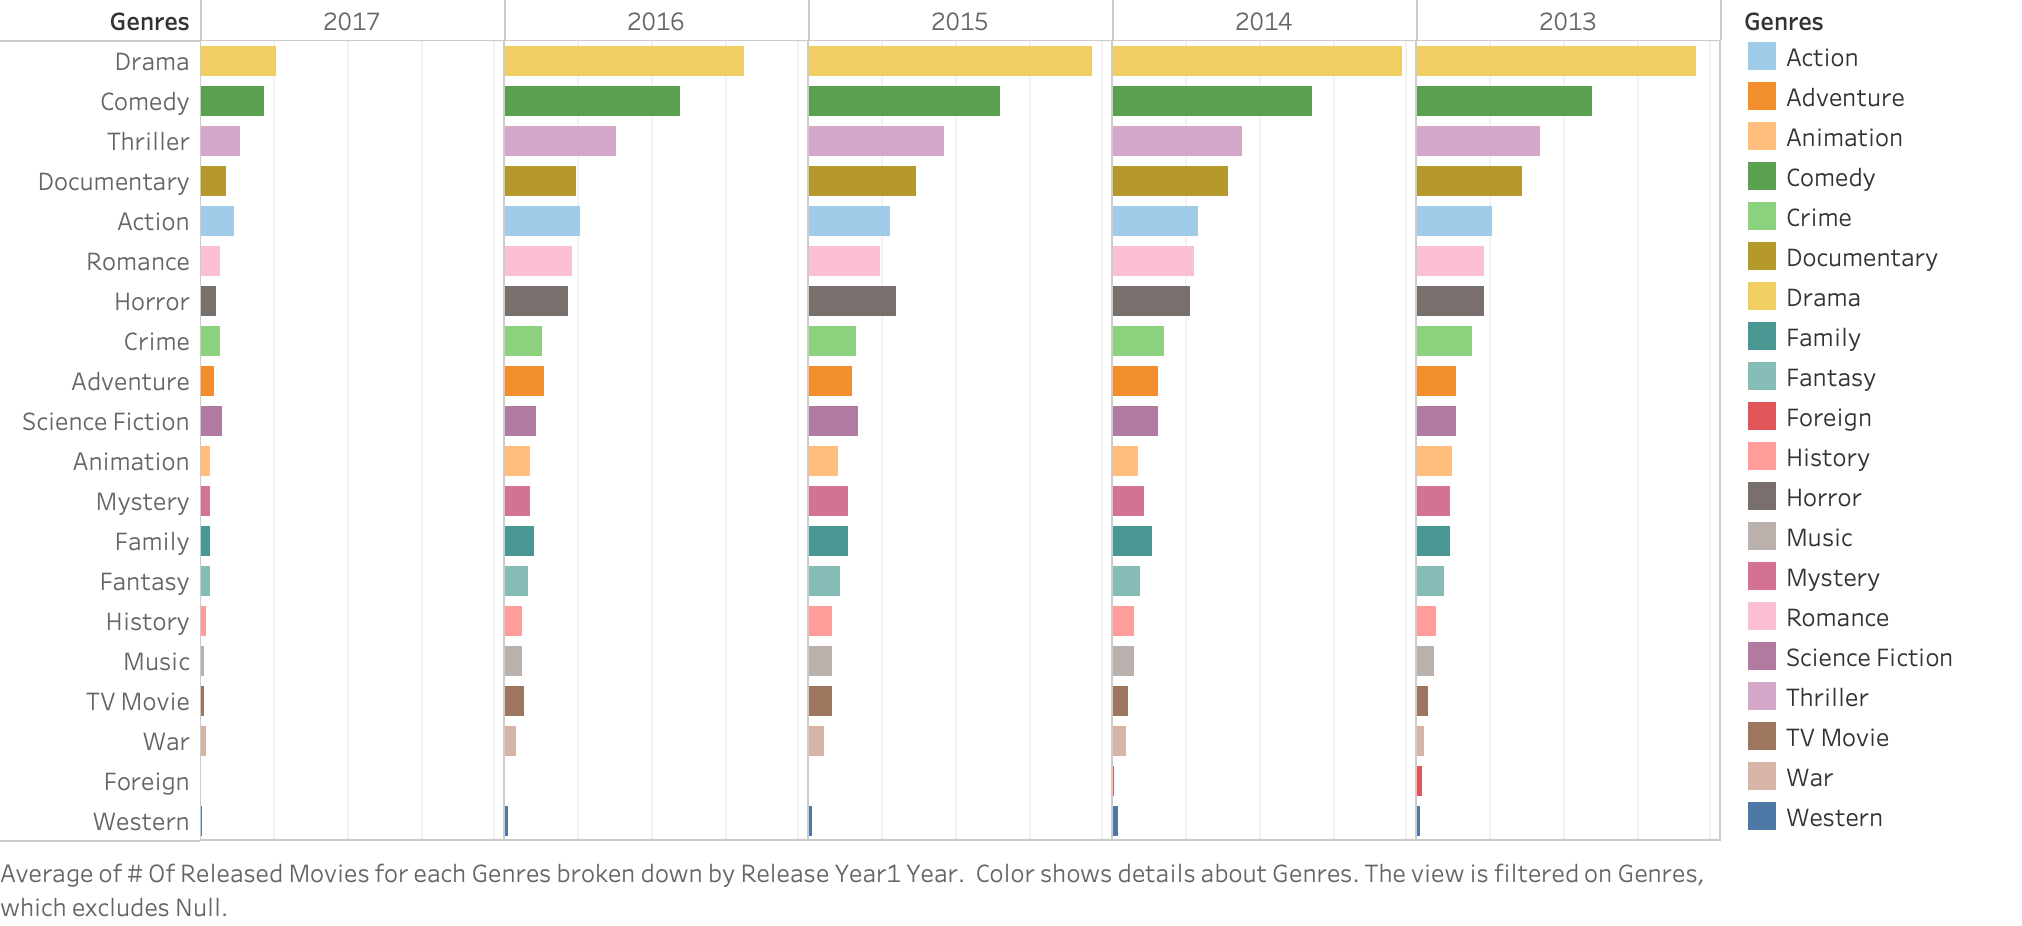 Genres 2017 2016 2015 2014 2013
Drama
Comedy
Thriller
Documentary
Action
Romance
Horror
Crime
Adventure
Science Fiction
Animation
Mystery
Family
Fantasy
History
Music
TV Movie
War
Foreign
Western
Genres
Action
Adventure
Animation
Comedy
Crime
Documentary
Drama
Family
Fantasy
Foreign
History
Horror
Music
Mystery
Romance
Science Fiction
Thriller
TV Movie
War
Western
Average of # Of Released Movies for each Genres broken down by Release Year1 Year.  Color shows details about Genres. The view is filtered on Genres,
which excludes Null.